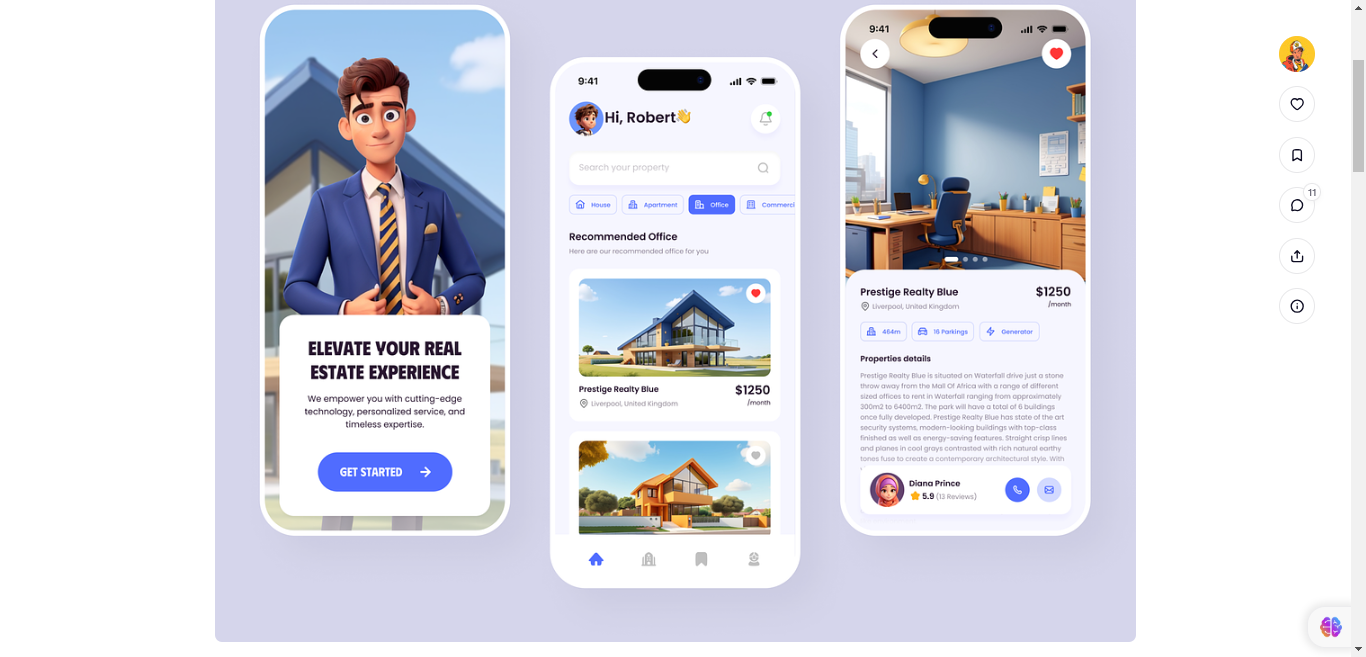 ELEVATE YOUR REAL
ESTATE EXPERIENCE
We empower you with cutting-edge
technology, personalized service, and
timeless expertise.
GET STARTED
9:41
Hi, Robert
Search your property
House
Apartment
Office
Commerci
Recommended Office
Here are our recommended office for you
Prestige Realty Blue
$1250
Liverpool, United Kingdom
/month
9:41
Prestige Realty Blue
$1250
Liverpool, United Kingdom
/month
464m
16 Parkings
Generator
Properties details
Prestige Realty Blue is situated on Waterfall drive just a stone
throw away from the Mall Of Africa with a range of different
sized offices to rent in Waterfall ranging from approximately
300m2 to 6400m2. The park will have a total of 6 buildings
once fully developed. Prestige Realty Blue has state of the art
security systems, modern-looking buildings with top-class
finished as well as energy-saving features. Straight crisp lines
and planes in cool grays contrasted with rich natural earthy
tones fuse to create a contemporary architectural style. With
Diana Prince
5.9 (13 Reviews)
11